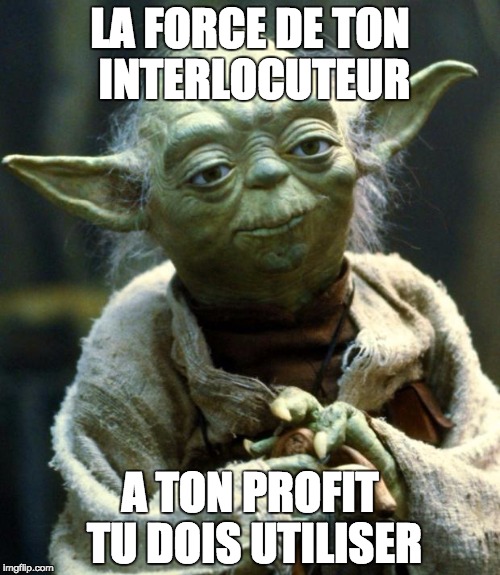 LA FORCE DE TON
INTERLOCUTEUR
A TON PROFIT
TU DOIS UTILISER
imgflip.com